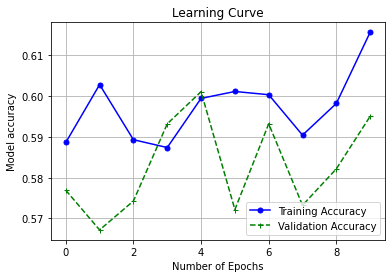 Learning Curve
Model accuracy
0.61
0.60
0.59
0.58
0.57
0 2 4 6 8
Number of Epochs
Training Accuracy
Validation Accuracy